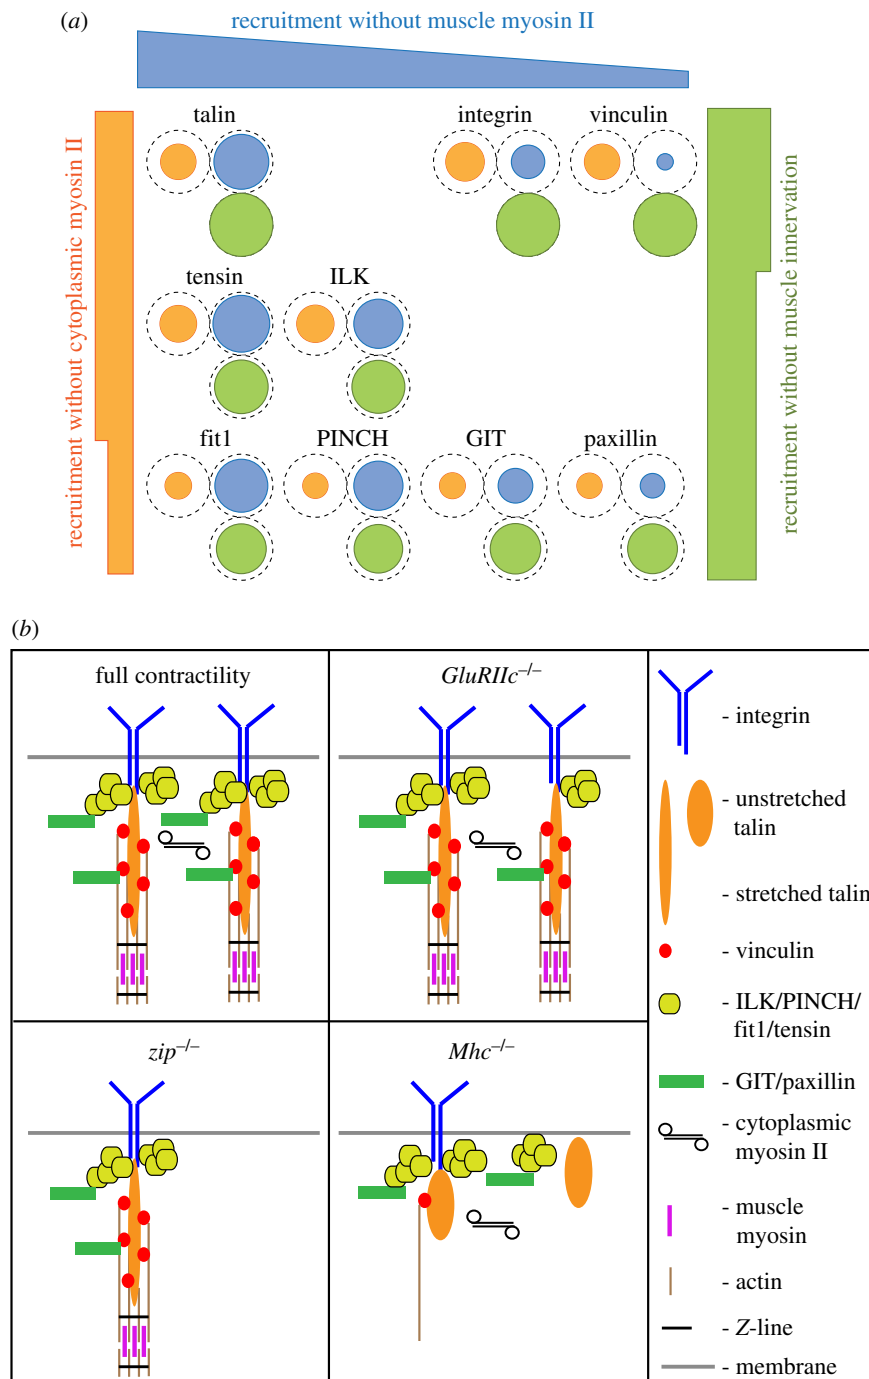 (a)
recruitment without muscle myosin II
recruitment without cytoplasmic myosin II
talin
integrin
vinculin
tensin
ILK
fit1
PINCH
GIT
paxillin
recruitment without muscle innervation
(b)
full contractility
GluRIIc–/–
zip–/–
Mhc–/–
- integrin
- unstretched
talin
- stretched talin
- vinculin
- ILK/PINCH/
fit1/tensin
- GIT/paxillin
- cytoplasmic
myosin II
- muscle
myosin
- actin
- Z-line
- membrane